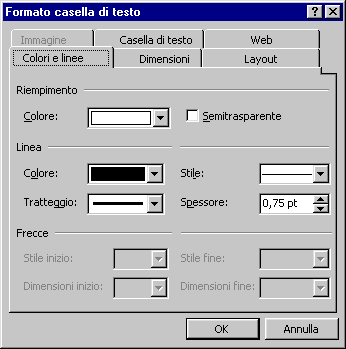 Formato casella di testo
Immagine Casella di testo Web
Colori e linee Dimensioni Layout
Riempimento
Colore: Semitrasparente
Linea
Colore: Stile:
Tratteggio: Spessore: 0,75 pt
Frecce
Stile inizio: Stile fine:
Dimensioni inizio: Dimensioni fine:
OK Annulla